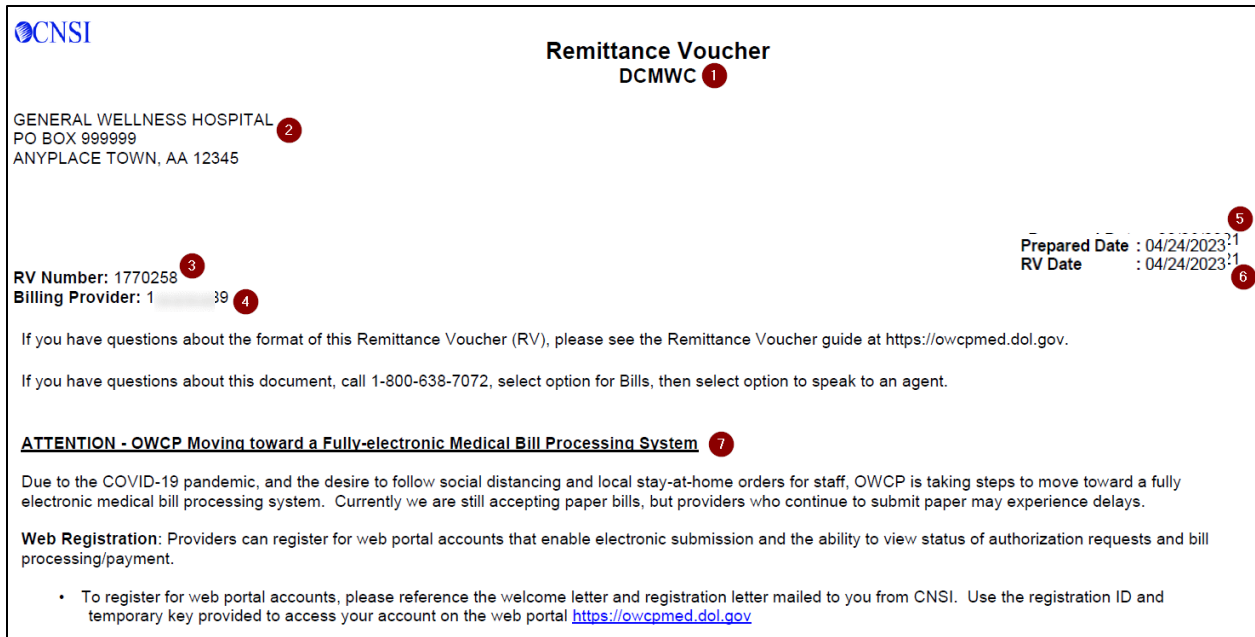 CNSI
Remittance Voucher
DCMWC 1
GENERAL WELLNESS HOSPITAL
PO BOX 999999 2
ANYPLACE TOWN, AA 12345
5
Prepared Date : 04/24/2023
RV Date : 04/24/2023
6
RV Number: 1770258 3
Billing Provider: 1 39 4
If you have questions about the format of this Remittance Voucher (RV), please see the Remittance Voucher guide at https://owcpmed.dol.gov.
If you have questions about this document, call 1-800-638-7072, select option for Bills, then select option to speak to an agent.
ATTENTION - OWCP Moving toward a Fully-electronic Medical Bill Processing System 7
Due to the COVID-19 pandemic, and the desire to follow social distancing and local stay-at-home orders for staff, OWCP is taking steps to move toward a fully
electronic medical bill processing system. Currently we are still accepting paper bills, but providers who continue to submit paper may experience delays.
Web Registration: Providers can register for web portal accounts that enable electronic submission and the ability to view status of authorization requests and bill
processing/payment.
• To register for web portal accounts, please reference the welcome letter and registration letter mailed to you from CNSI. Use the registration ID and
temporary key provided to access your account on the web portal https://owcpmed.dol.gov